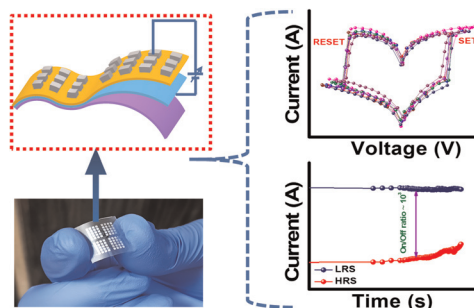 Current (A)
RESET
SET
Voltage (V)
Current (A)
On/Off ratio ~ 10
LRS
HRS
Time (s)